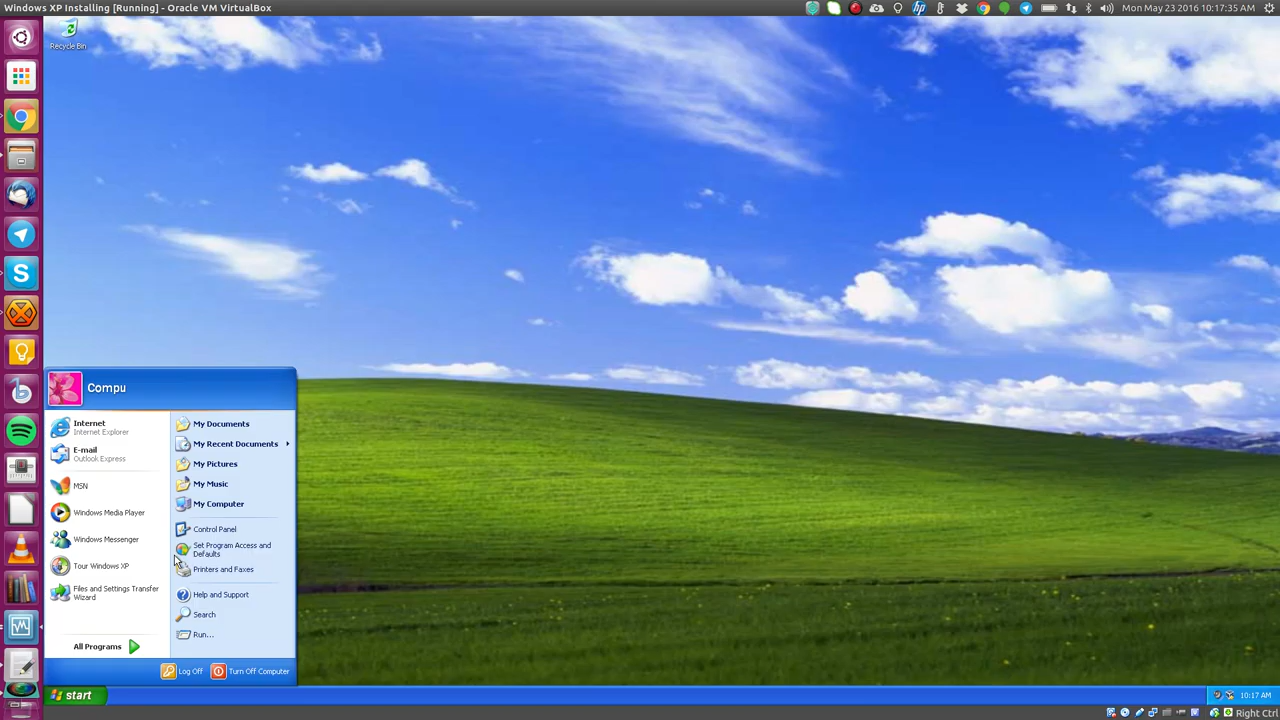 Windows XP Installing [Running] - Oracle VM VirtualBox
Mon May 23 2016 10:17:35 AM
Recycle Bin
Compu
Internet
Internet Explorer
E-mail
Outlook Express
MSN
Windows Media Player
Windows Messenger
Tour Windows XP
Files and Settings Transfer
Wizard
All Programs
My Documents
My Recent Documents
My Pictures
My Music
My Computer
Control Panel
Set Program Access and
Defaults
Printers and Faxes
Help and Support
Search
Run...
Log Off
Turn Off Computer
start
10:17 AM
Right Ctrl